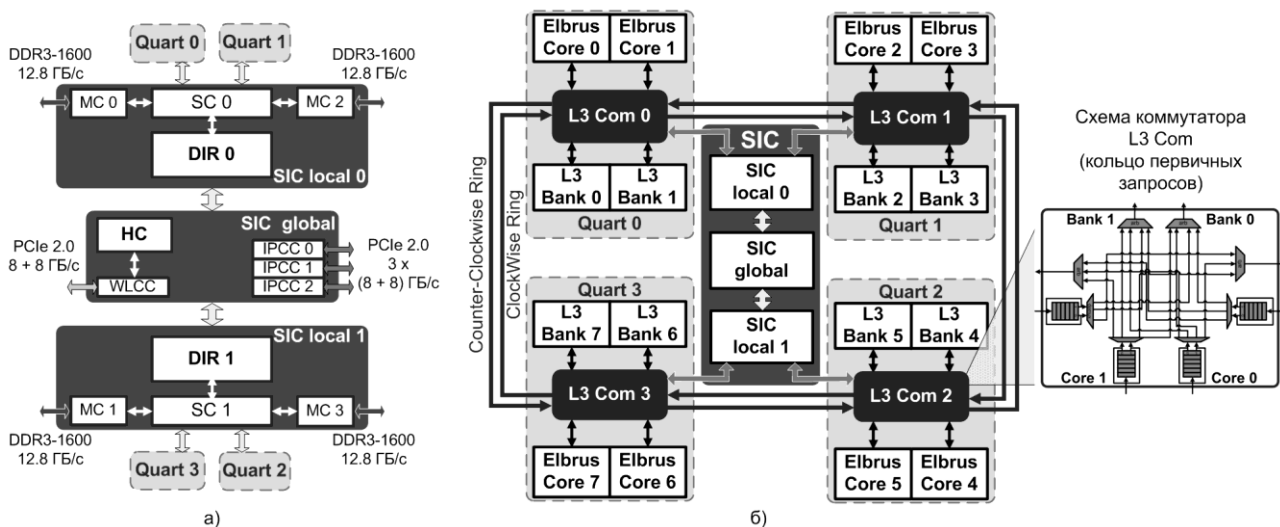 Quart 0
Quart 1
DDR3-1600
12.8 ГБ/с
DDR3-1600
12.8 ГБ/с
MC 0
SC 0
MC 2
DIR 0
SIC local 0
SIC global
HC
IPCC 0
IPCC 1
IPCC 2
WLCC
PCIe 2.0
8 + 8 ГБ/с
PCIe 2.0
3 x
(8 + 8) ГБ/с
SIC local 1
DIR 1
MC 1
SC 1
MC 3
DDR3-1600
12.8 ГБ/с
DDR3-1600
12.8 ГБ/с
Quart 3
Quart 2
а)
Counter-Clockwise Ring
ClockWise Ring
Elbrus
Core 0
Elbrus
Core 1
L3 Com 0
L3
Bank 0
L3
Bank 1
Quart 0
Elbrus
Core 2
Elbrus
Core 3
L3 Com 1
L3
Bank 2
L3
Bank 3
Quart 1
SIC
SIC
local 0
SIC
global
SIC
local 1
Quart 3
L3
Bank 7
L3
Bank 6
L3 Com 3
Elbrus
Core 7
Elbrus
Core 6
Quart 2
L3
Bank 5
L3
Bank 4
L3 Com 2
Elbrus
Core 5
Elbrus
Core 4
б)
Схема коммутатора
L3 Com
(кольцо первичных
запросов)
Bank 1
Bank 0
Core 1
Core 0